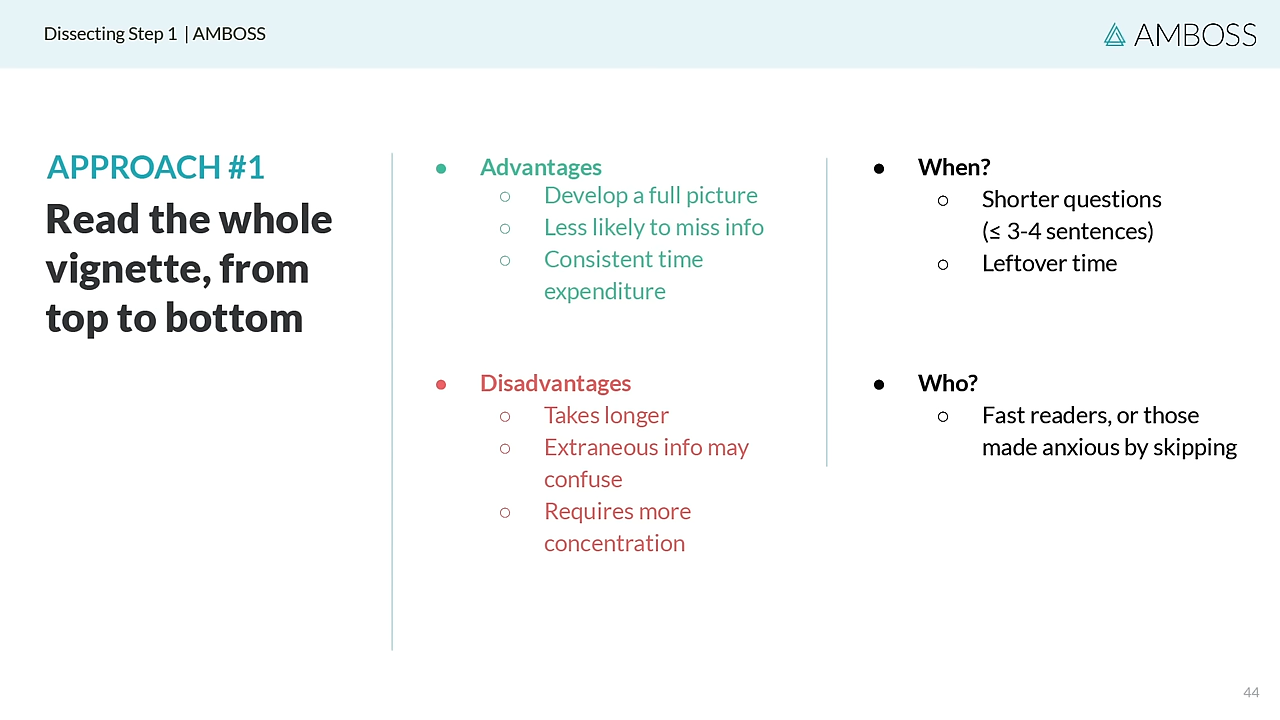 Dissecting Step 1 | AMBOSS
AMBOSS
APPROACH #1
Read the whole
vignette, from
top to bottom
● Advantages
○ Develop a full picture
○ Less likely to miss info
○ Consistent time
expenditure
● Disadvantages
○ Takes longer
○ Extraneous info may
confuse
○ Requires more
concentration
● When?
○ Shorter questions
(≤ 3-4 sentences)
○ Leftover time
● Who?
○ Fast readers, or those
made anxious by skipping
44